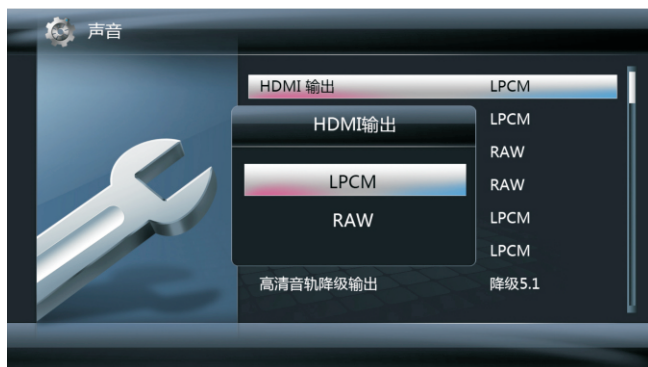 声音
HDMI 输出 LPCM
HDMI输出 LPCM
RAW
LPCM RAW
RAW LPCM
LPCM
高清音轨降级输出 降级5.1